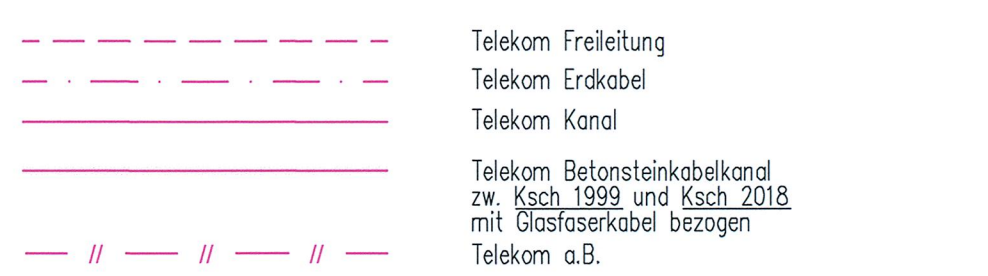 Telekom Freileitung
Telekom Erdkabel
Telekom Kanal
Telekom Betonsteinkabelkanal
zw. Ksch 1999 und Ksch 2018
mit Glasfaserkabel bezogen
Telekom a.B.